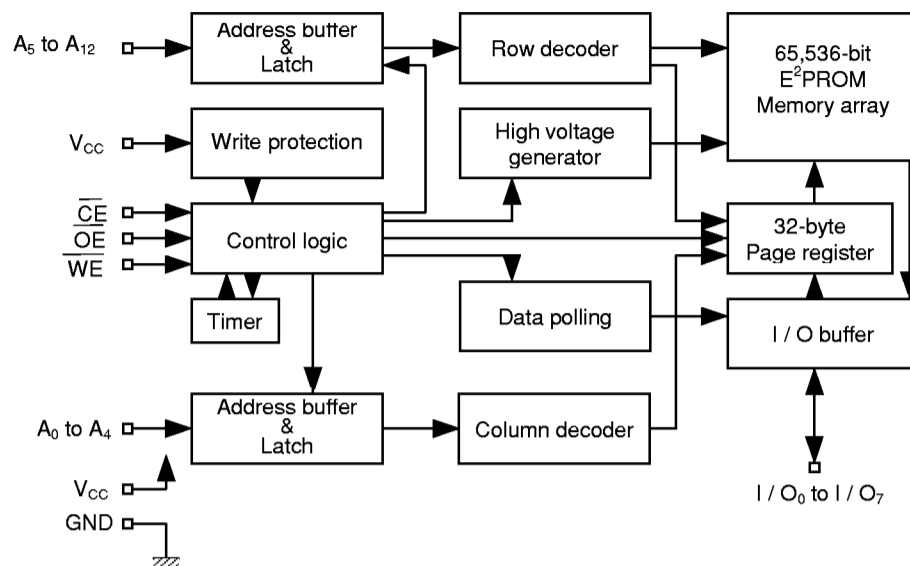 A5 to A12
Address buffer
&
Latch
Row decoder
65,536-bit
E²PROM
Memory array
VCC
Write protection
High voltage
generator
CE
OE
WE
Control logic
32-byte
Page register
Timer
Data polling
I / O buffer
A0 to A4
Address buffer
&
Latch
Column decoder
VCC
GND
I / O0 to I / O7